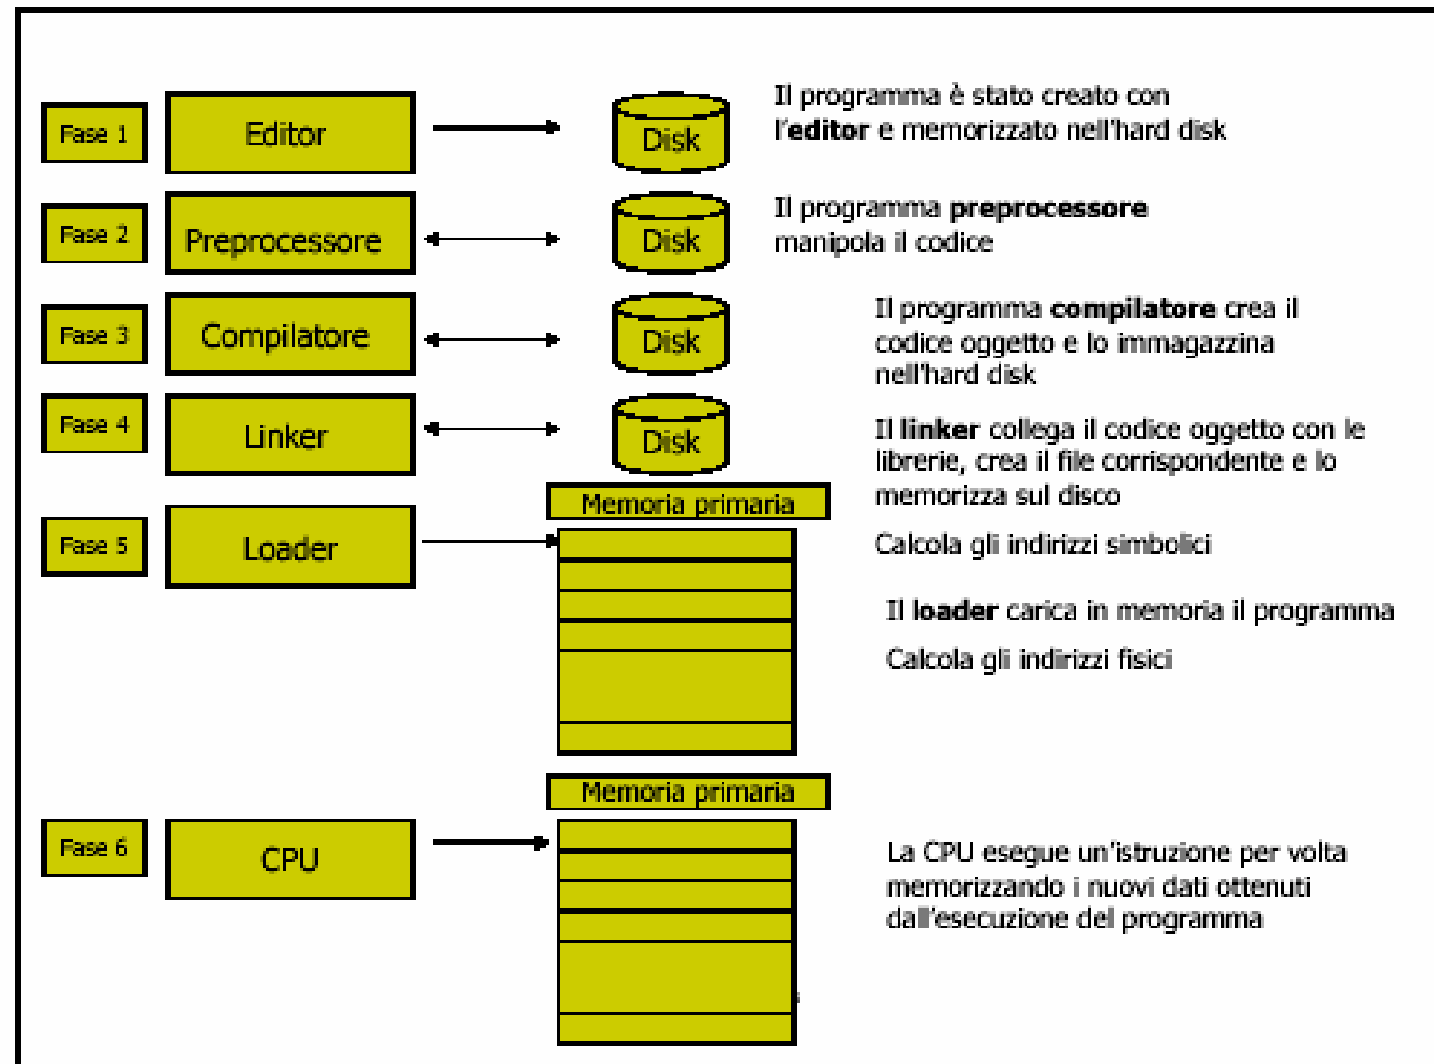 Fase 1
Editor
Disk
Il programma è stato creato con
l'editor e memorizzato nell'hard disk
Fase 2
Preprocessore
Disk
Il programma preprocessore
manipola il codice
Fase 3
Compilatore
Disk
Il programma compilatore crea il
codice oggetto e lo immagazzina
nell'hard disk
Fase 4
Linker
Disk
Il linker collega il codice oggetto con le
librerie, crea il file corrispondente e lo
memorizza sul disco
Memoria primaria
Fase 5
Loader
Calcola gli indirizzi simbolici
Il loader carica in memoria il programma
Calcola gli indirizzi fisici
Memoria primaria
Fase 6
CPU
La CPU esegue un'istruzione per volta
memorizzando i nuovi dati ottenuti
dall'esecuzione del programma